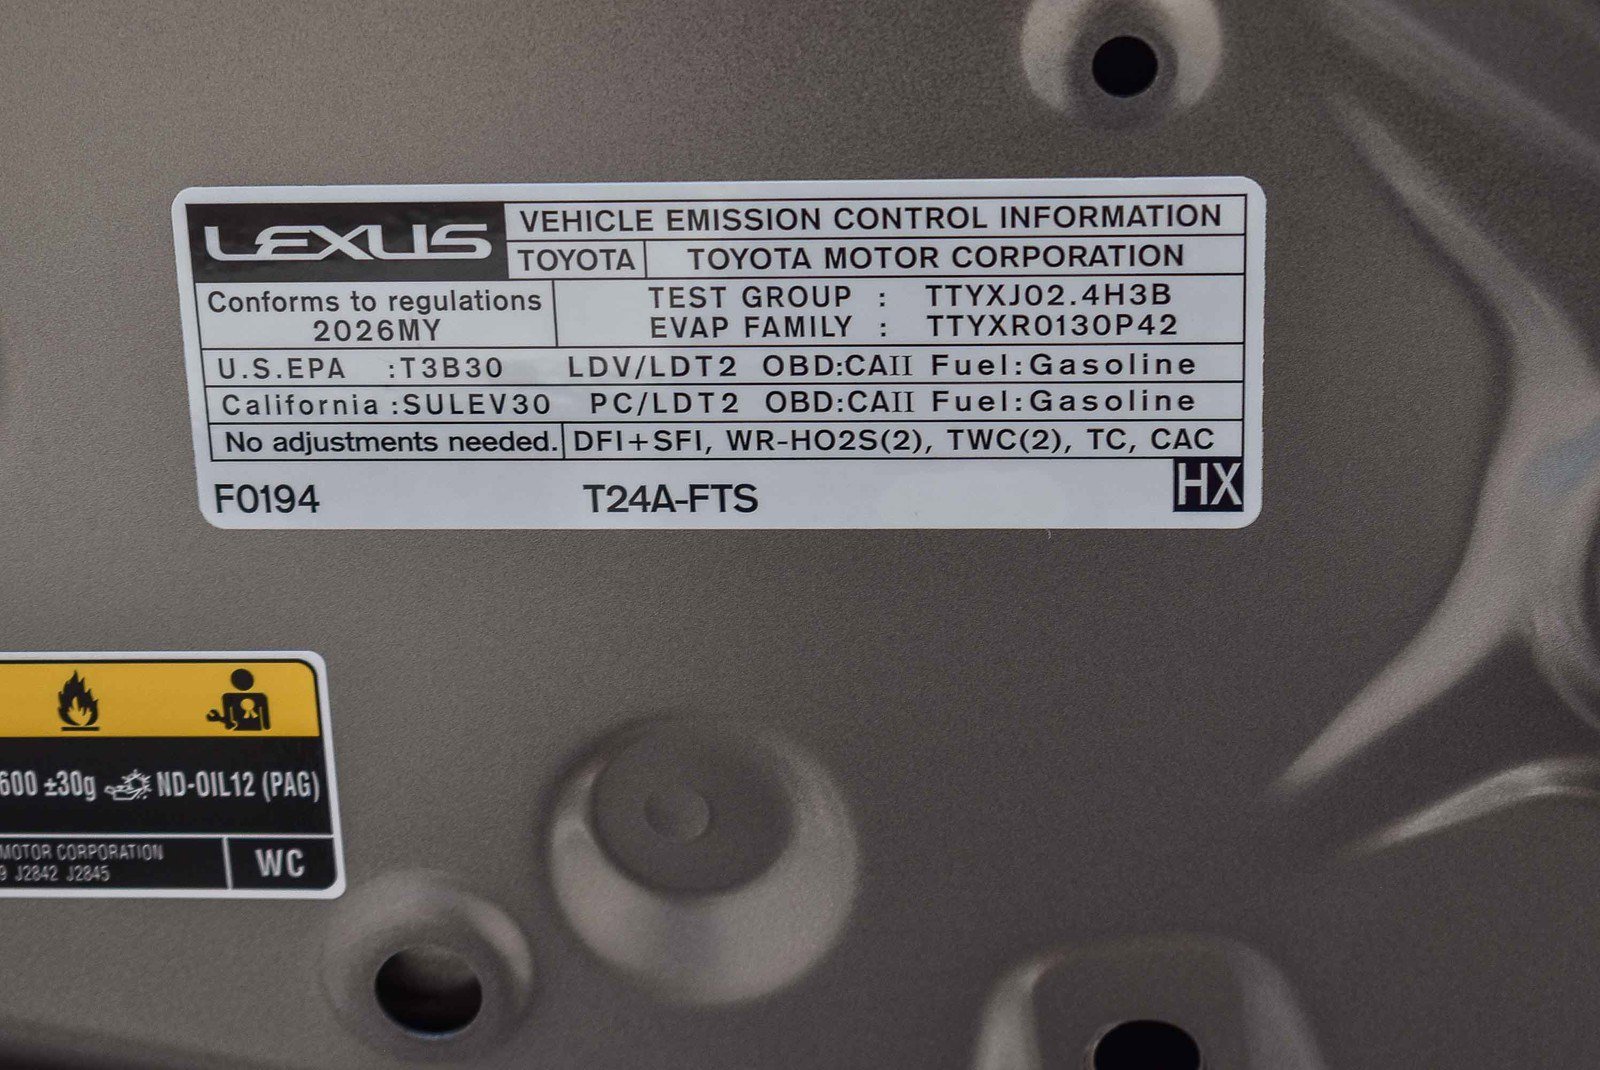 LEXUS
VEHICLE EMISSION CONTROL INFORMATION
TOYOTA TOYOTA MOTOR CORPORATION
Conforms to regulations
2026MY
TEST GROUP : TTYXJ02.4H3B
EVAP FAMILY : TTYXR0130P42
U.S.EPA :T3B30 LDV/LDT2 OBD:CAII Fuel:Gasoline
California :SULEV30 PC/LDT2 OBD:CAII Fuel:Gasoline
No adjustments needed. DFI+SFI, WR-HO2S(2), TWC(2), TC, CAC
F0194 T24A-FTS HX
600 ±30g ND-OIL12 (PAG)
MOTOR CORPORATION
9 J2842 J2845
WC